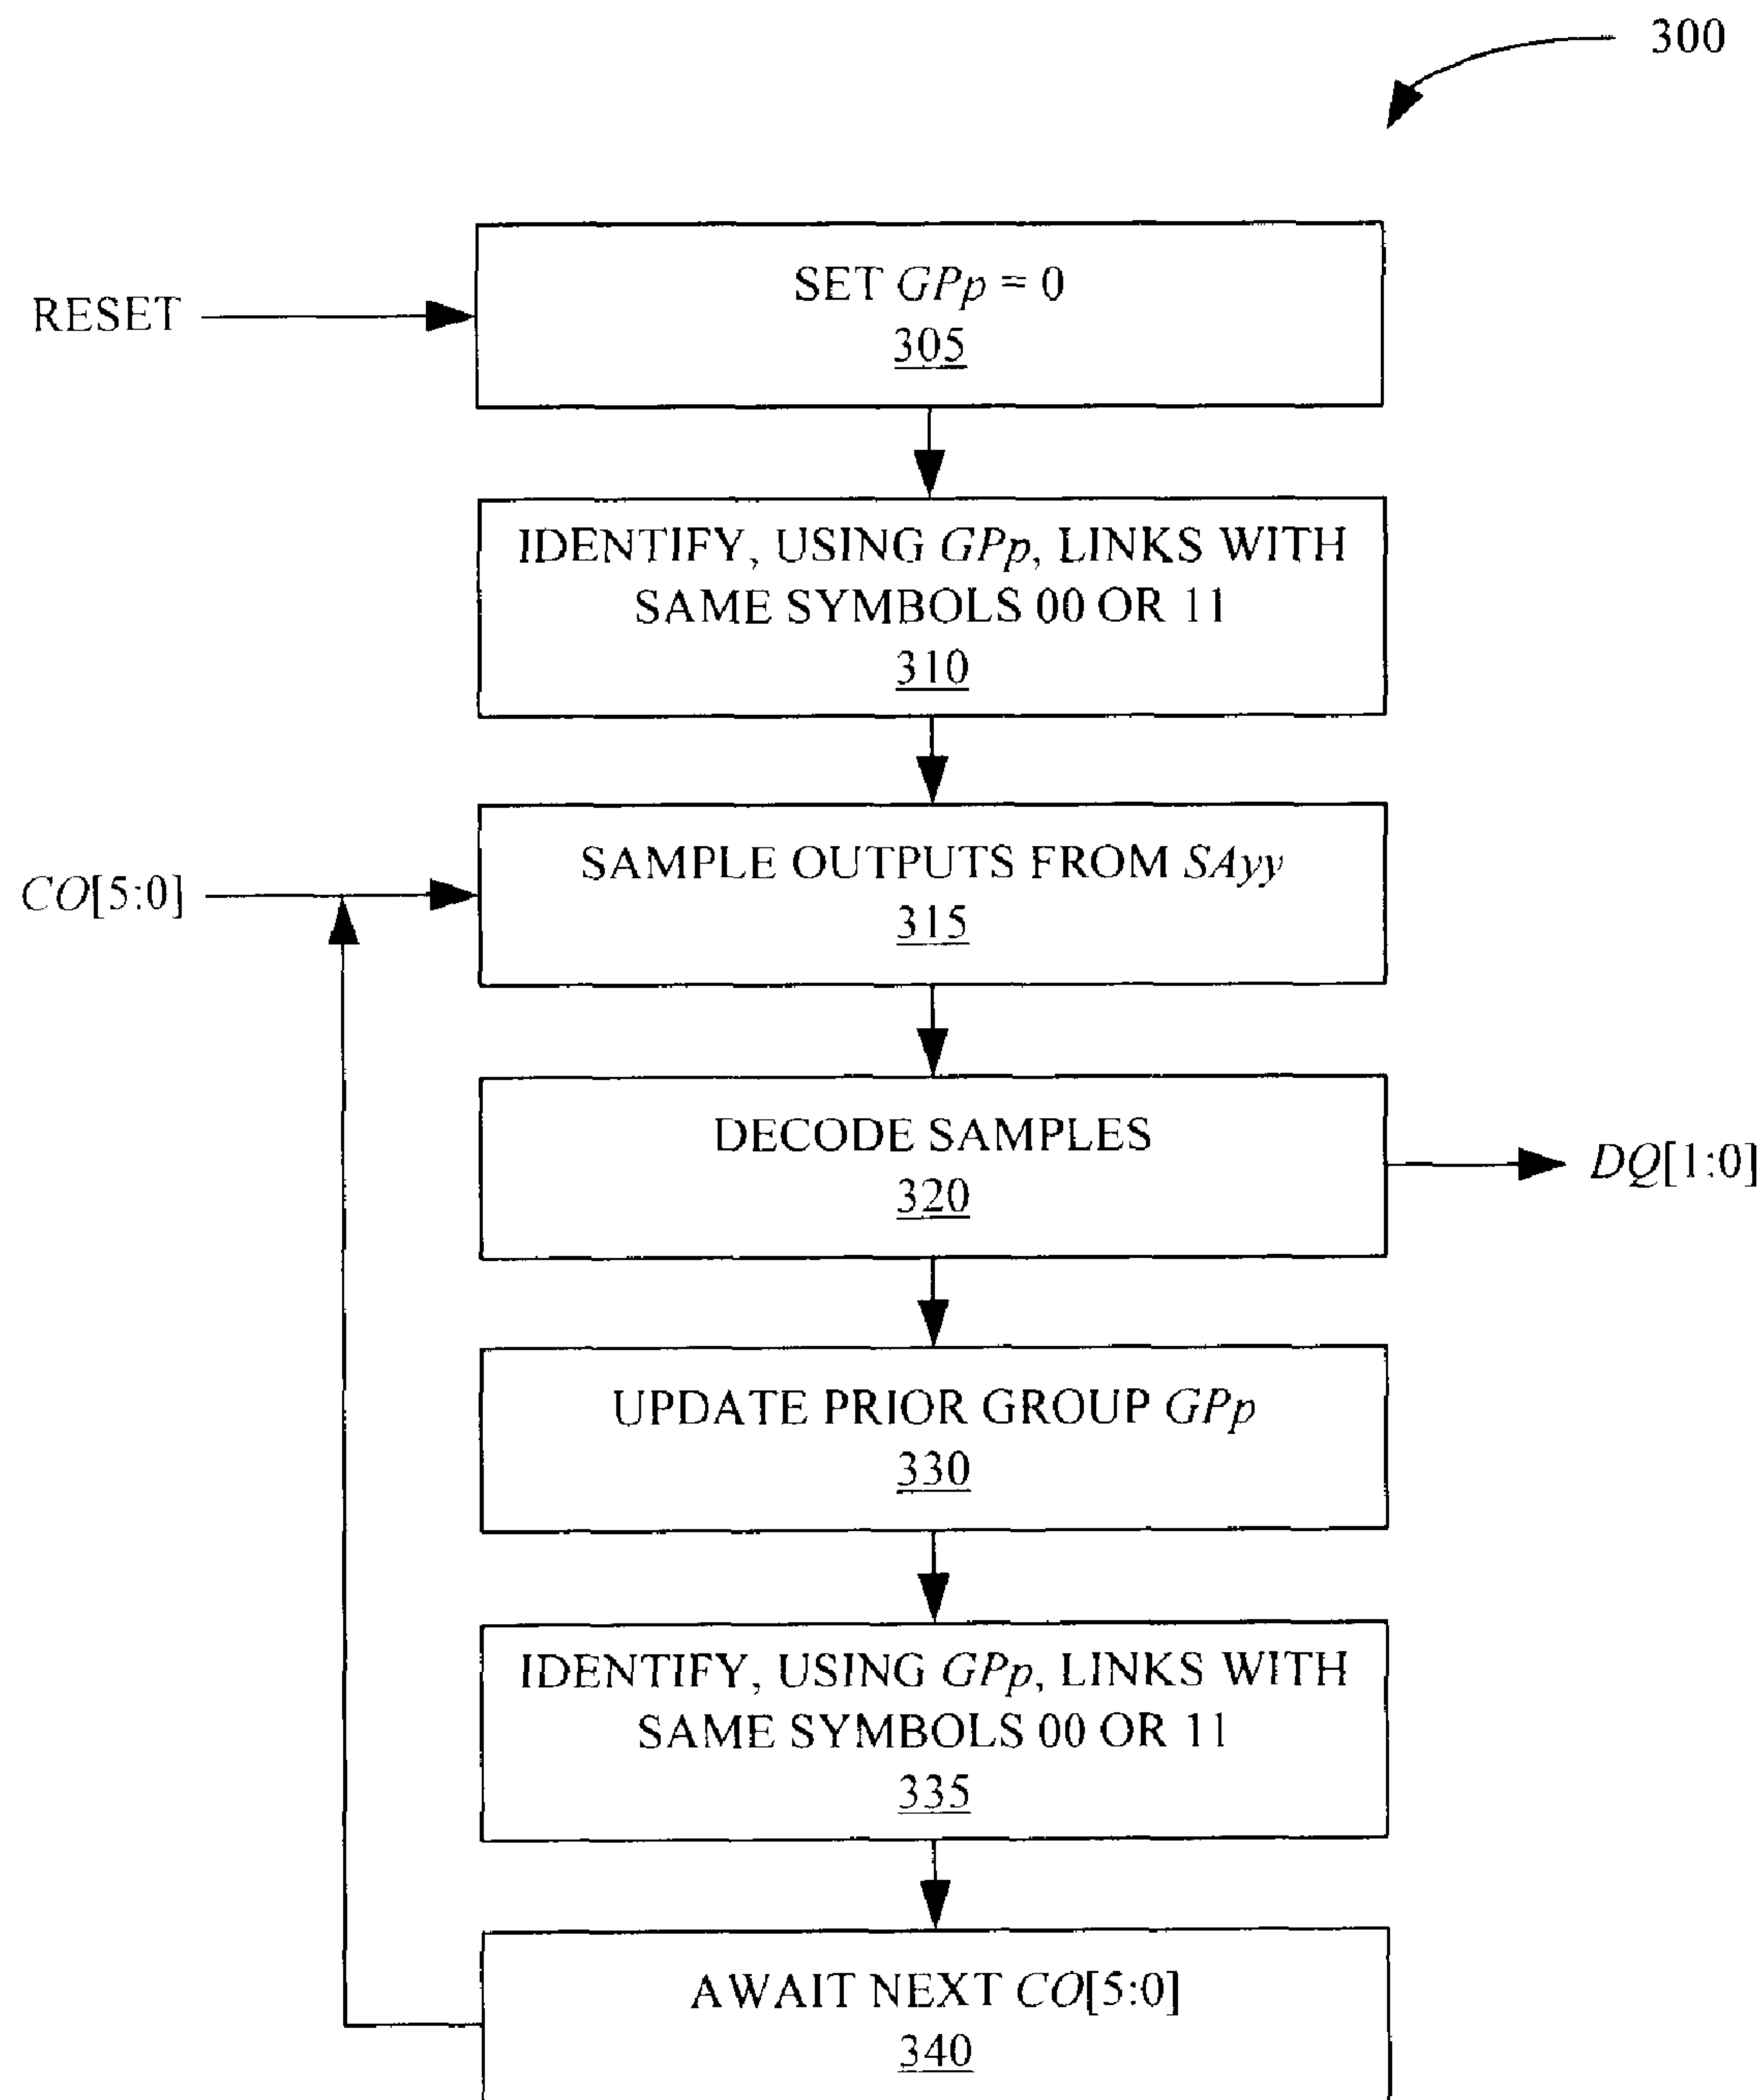 300
SET GPp = 0
305
RESET
IDENTIFY, USING GPp, LINKS WITH
SAME SYMBOLS 00 OR 11
310
SAMPLE OUTPUTS FROM SAyy
315
CO[5:0]
DECODE SAMPLES
320
DQ[1:0]
UPDATE PRIOR GROUP GPp
330
IDENTIFY, USING GPp, LINKS WITH
SAME SYMBOLS 00 OR 11
335
AWAIT NEXT CO[5:0]
340